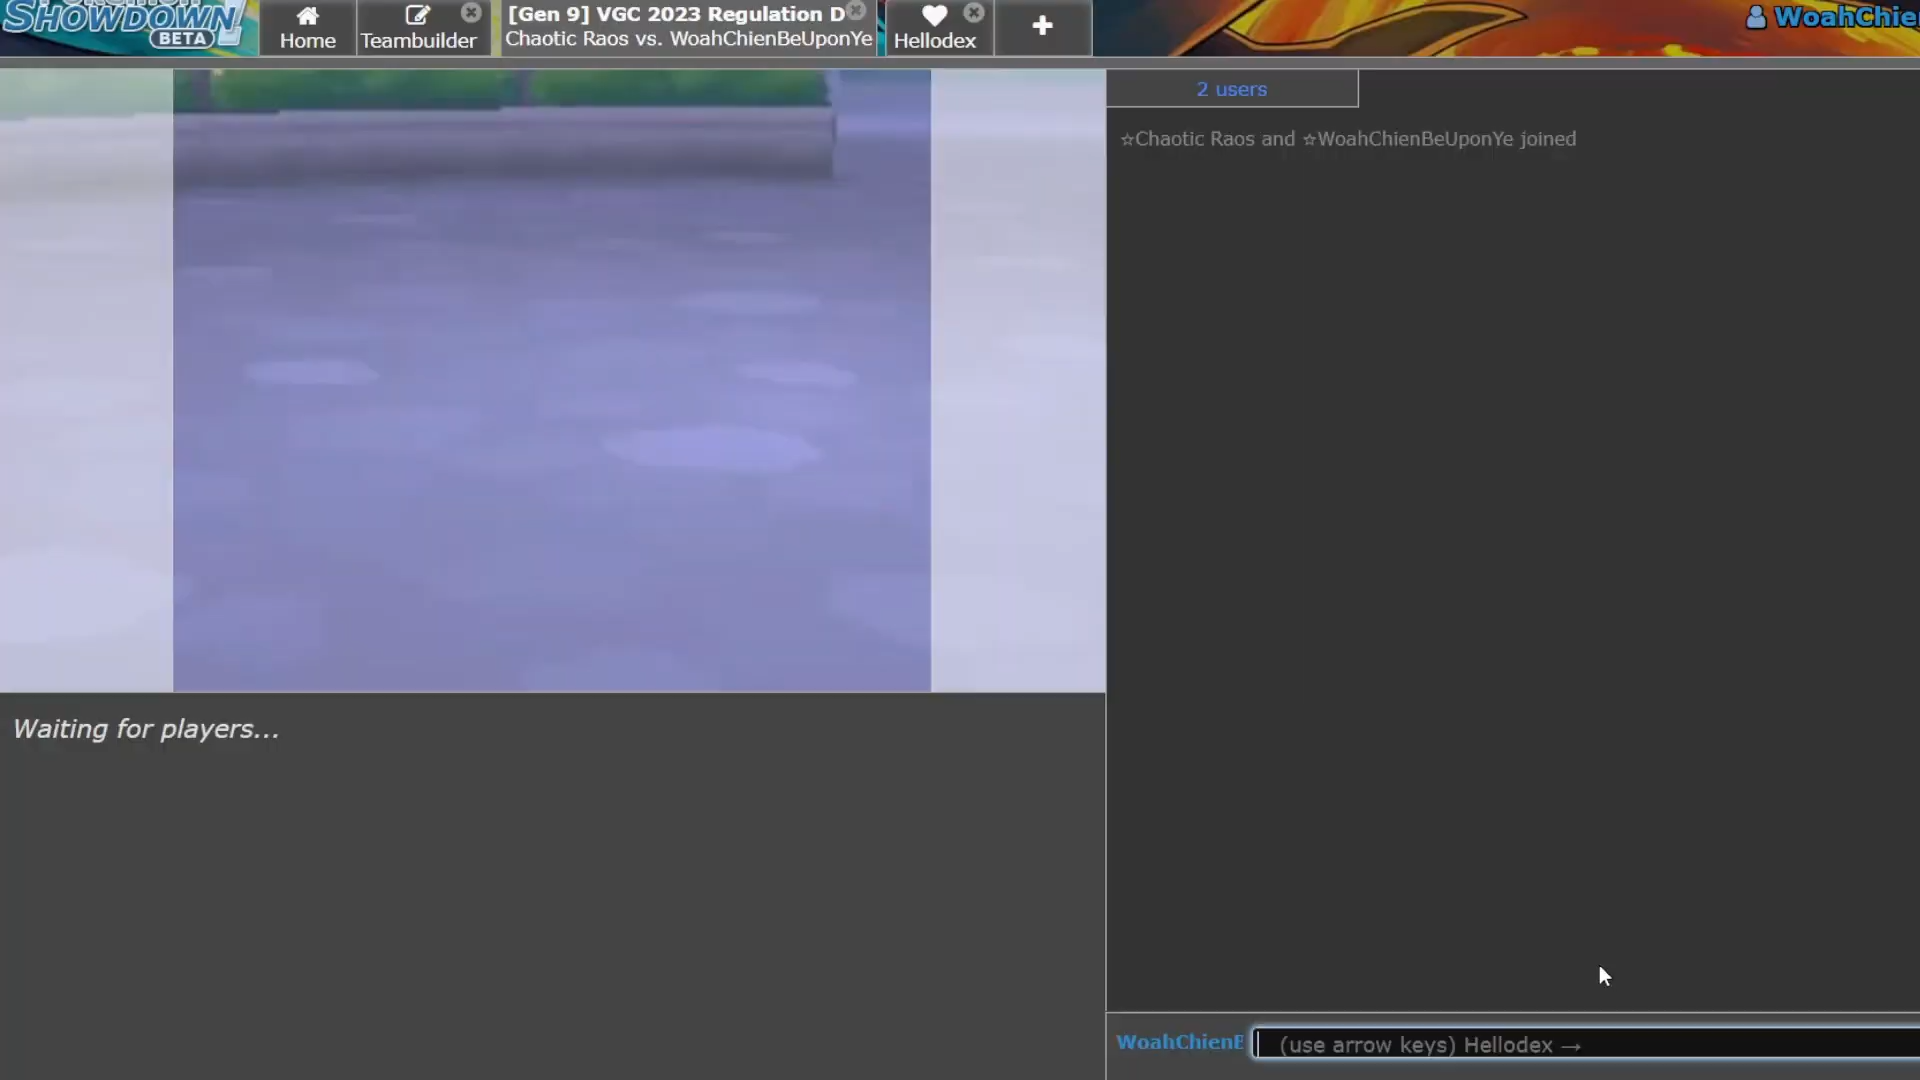 SHOWDOWN
BETA
Home
Teambuilder
[Gen 9] VGC 2023 Regulation D
Chaotic Raos vs. WoahChienBeUponYe
Hellodex
WoahChie
2 users
☆Chaotic Raos and ☆WoahChienBeUponYe joined
Waiting for players...
WoahChienB
(use arrow keys) Hellodex →